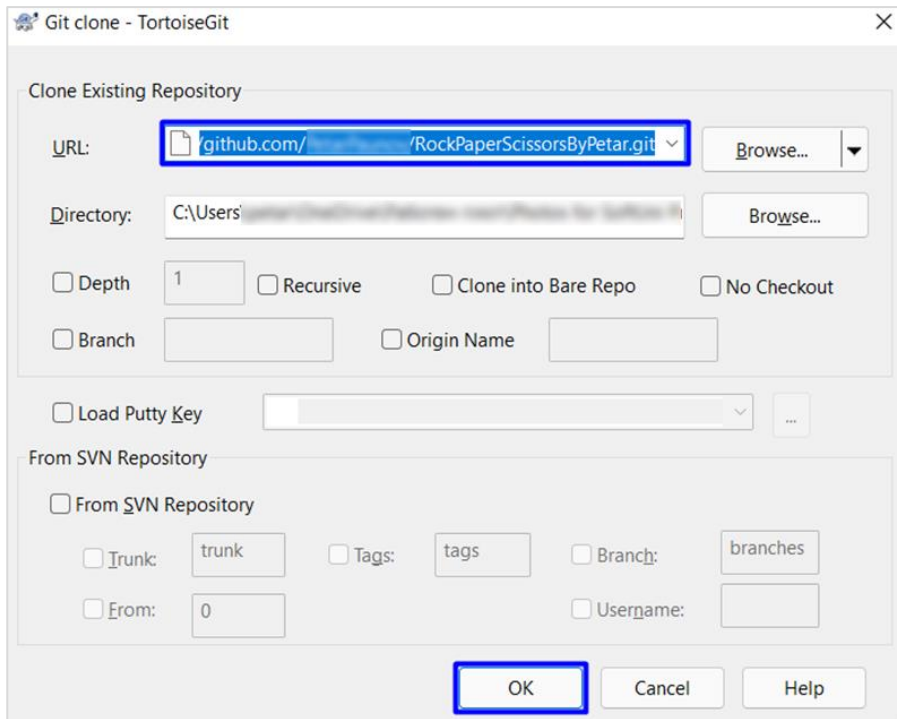 Git clone - TortoiseGit
Clone Existing Repository
URL: /github.com/ /RockPaperScissorsByPetar.git Browse...
Directory: C:\Users\ Browse...
Depth 1 Recursive Clone into Bare Repo No Checkout
Branch Origin Name
Load Putty Key ...
From SVN Repository
From SVN Repository
Trunk: trunk Tags: tags Branch: branches
From: 0 Username:
OK Cancel Help